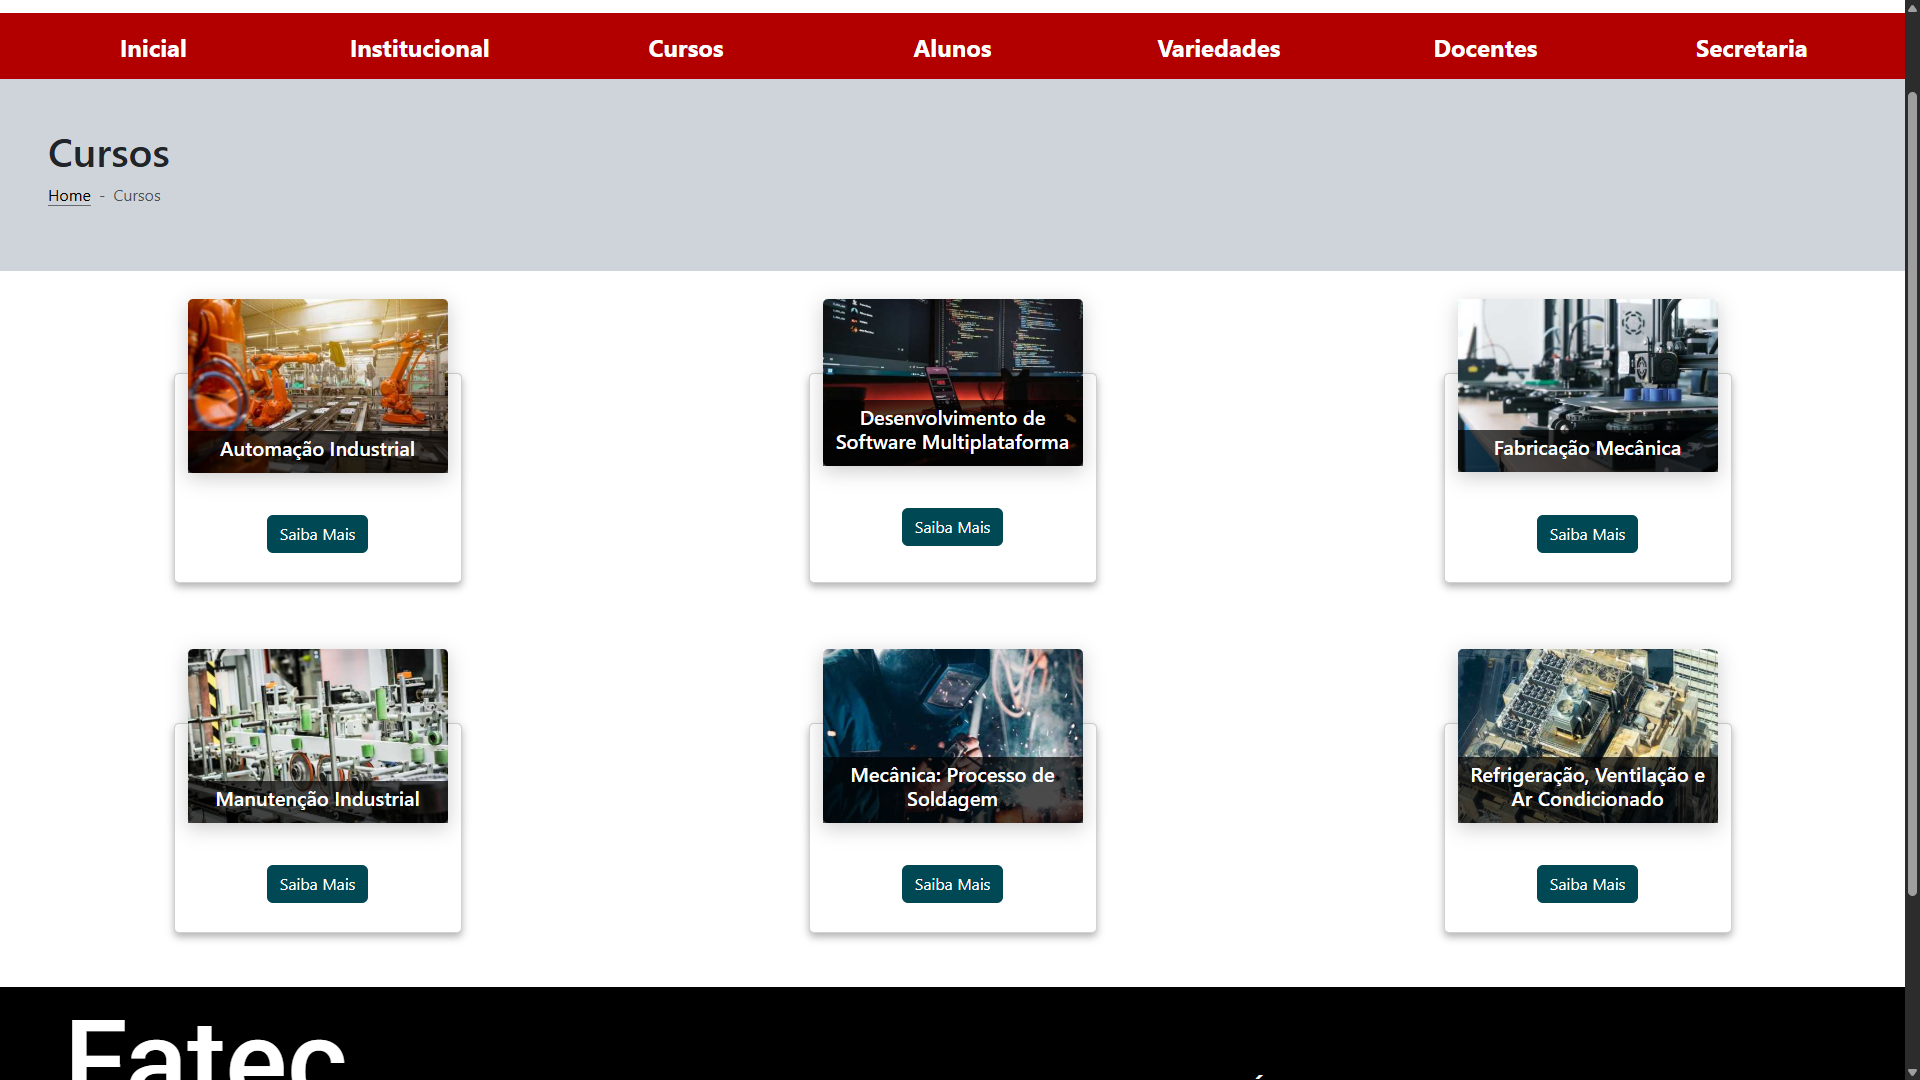 Inicial Institucional Cursos Alunos Variedades Docentes Secretaria
Cursos
Home - Cursos
Automação Industrial
Saiba Mais
Desenvolvimento de
Software Multiplataforma
Saiba Mais
Fabricação Mecânica
Saiba Mais
Manutenção Industrial
Saiba Mais
Mecânica: Processo de
Soldagem
Saiba Mais
Refrigeração, Ventilação e
Ar Condicionado
Saiba Mais
Fatec